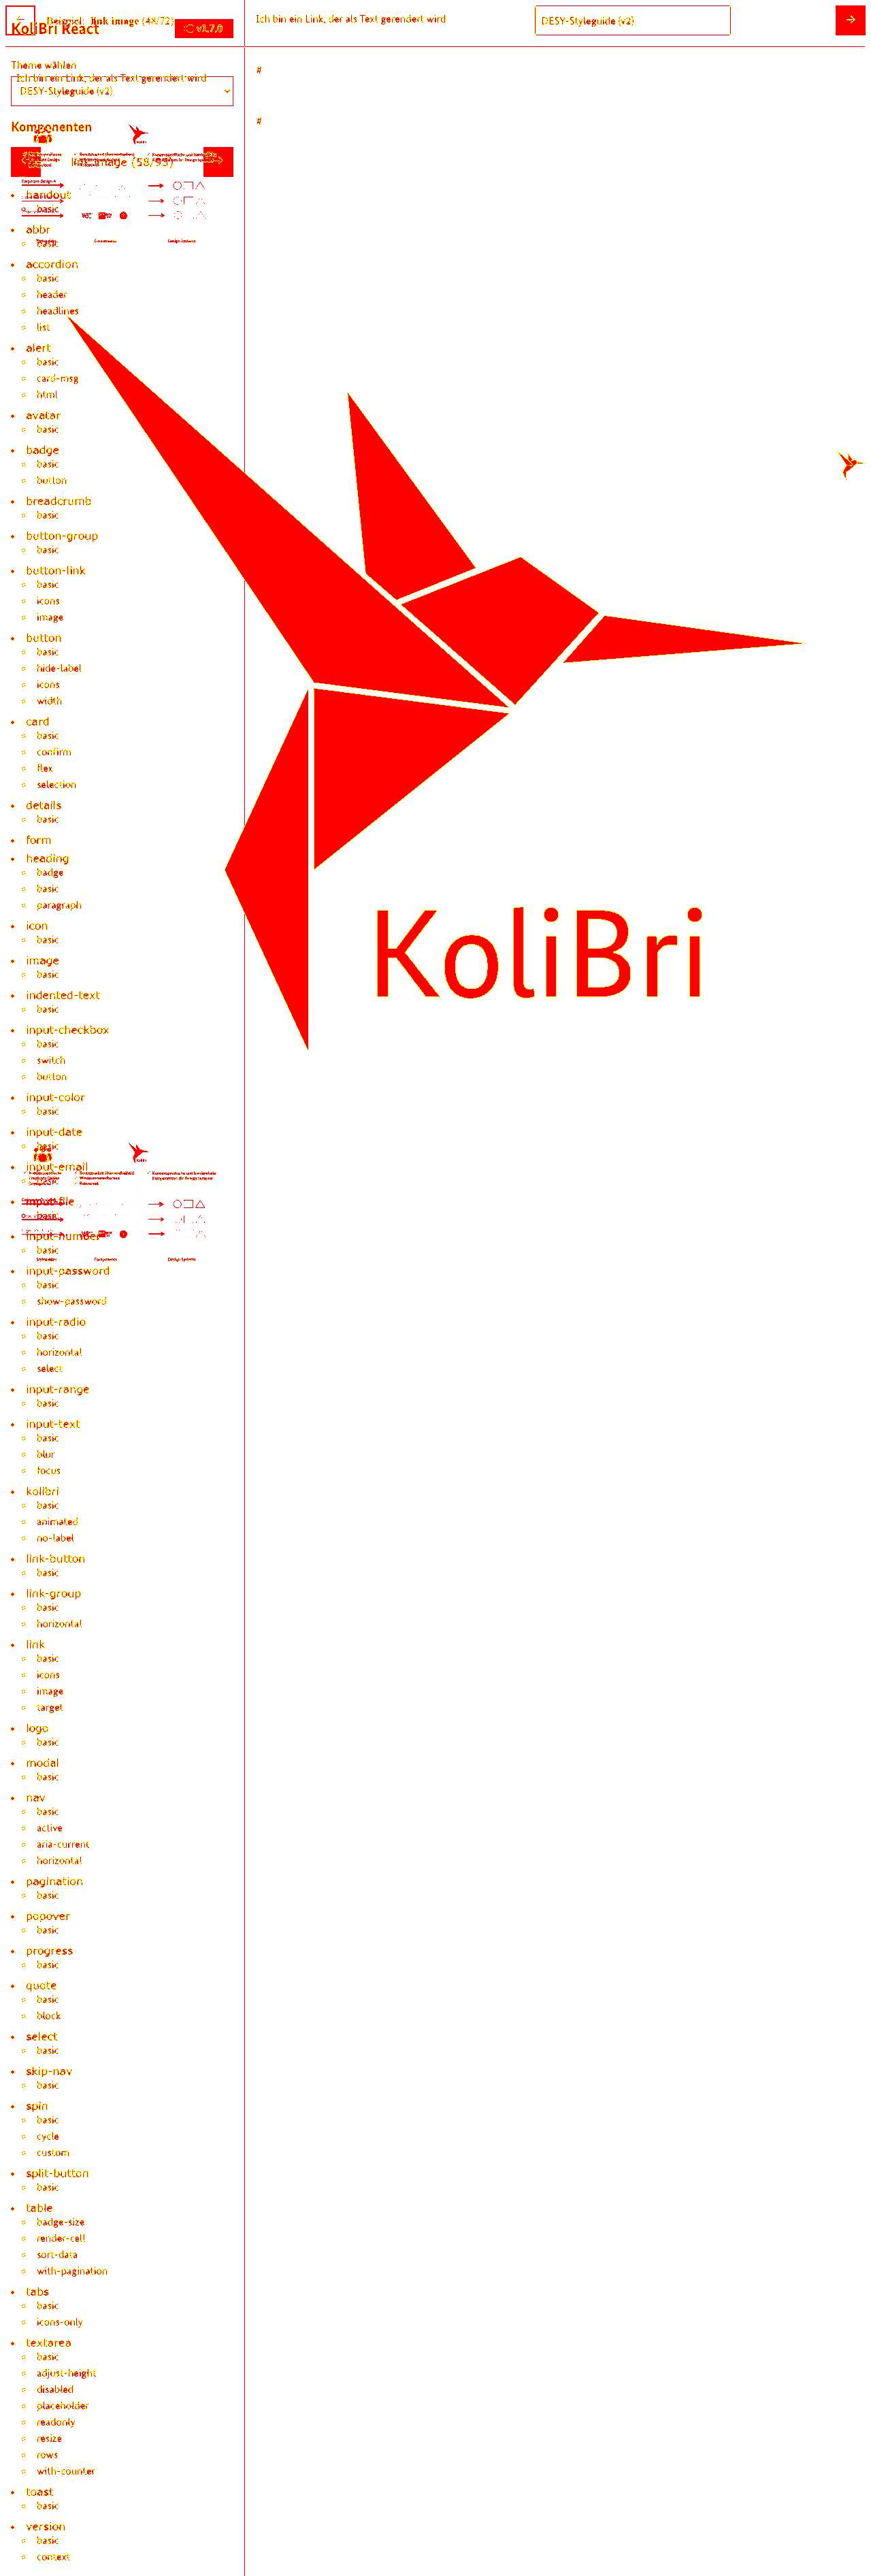 Beispiel: link image (48/72)
KoliBri React
v1.7.0
Ich bin ein Link, der als Text gerendert wird
DESY-Styleguide (v2)
Theme wählen
Ich bin ein Link, der als Text gerendert wird
DESY-Styleguide (v2)
#
#
Komponenten
link image (58/93)
handout
basic
abbr
basic
accordion
basic
header
headlines
list
alert
basic
card-msg
html
avatar
basic
badge
basic
button
breadcrumb
basic
button-group
basic
button-link
basic
icons
image
button
basic
hide-label
icons
width
card
basic
confirm
flex
selection
details
basic
form
heading
badge
basic
paragraph
icon
basic
image
basic
indented-text
basic
input-checkbox
basic
switch
button
input-color
basic
input-date
basic
input-email
basic
input-file
basic
input-number
basic
input-password
basic
show-password
input-radio
basic
horizontal
select
input-range
basic
input-text
basic
blur
focus
kolibri
basic
animated
no-label
link-button
basic
link-group
basic
horizontal
link
basic
icons
image
target
logo
basic
modal
basic
nav
basic
active
aria-current
horizontal
pagination
basic
popover
basic
progress
basic
quote
basic
block
select
basic
skip-nav
basic
spin
basic
cycle
custom
split-button
basic
table
badge-size
render-cell
sort-data
with-pagination
tabs
basic
icons-only
textarea
basic
adjust-height
disabled
placeholder
readonly
resize
rows
with-counter
toast
basic
version
basic
context
KoliBri